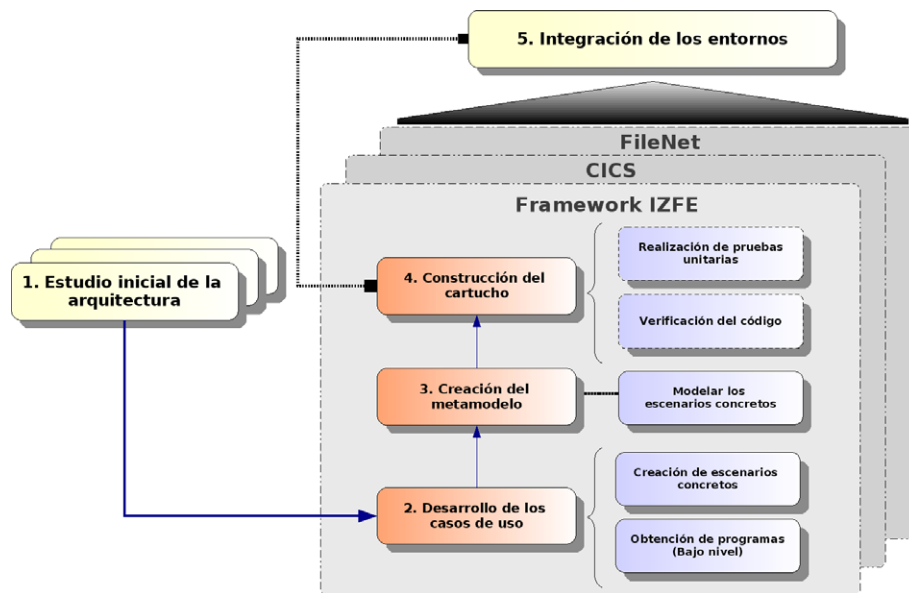 5. Integración de los entornos
FileNet
CICS
Framework IZFE
1. Estudio inicial de la
arquitectura
4. Construcción del
cartucho
Realización de pruebas
unitarias
Verificación del código
3. Creación del
metamodelo
Modelar los
escenarios concretos
2. Desarrollo de los
casos de uso
Creación de escenarios
concretos
Obtención de programas
(Bajo nivel)